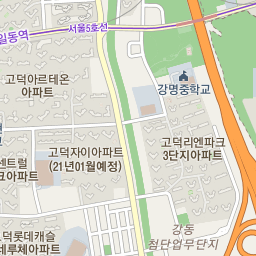 서울5호선
일동역
고덕아르테온
아파트
강명중학교
고덕리엔파크
3단지아파트
고덕자이아파트
(21년01월예정)
센트럴
크아파트
강동
첨단업무단지
고덕롯데캐슬
베네루체아파트